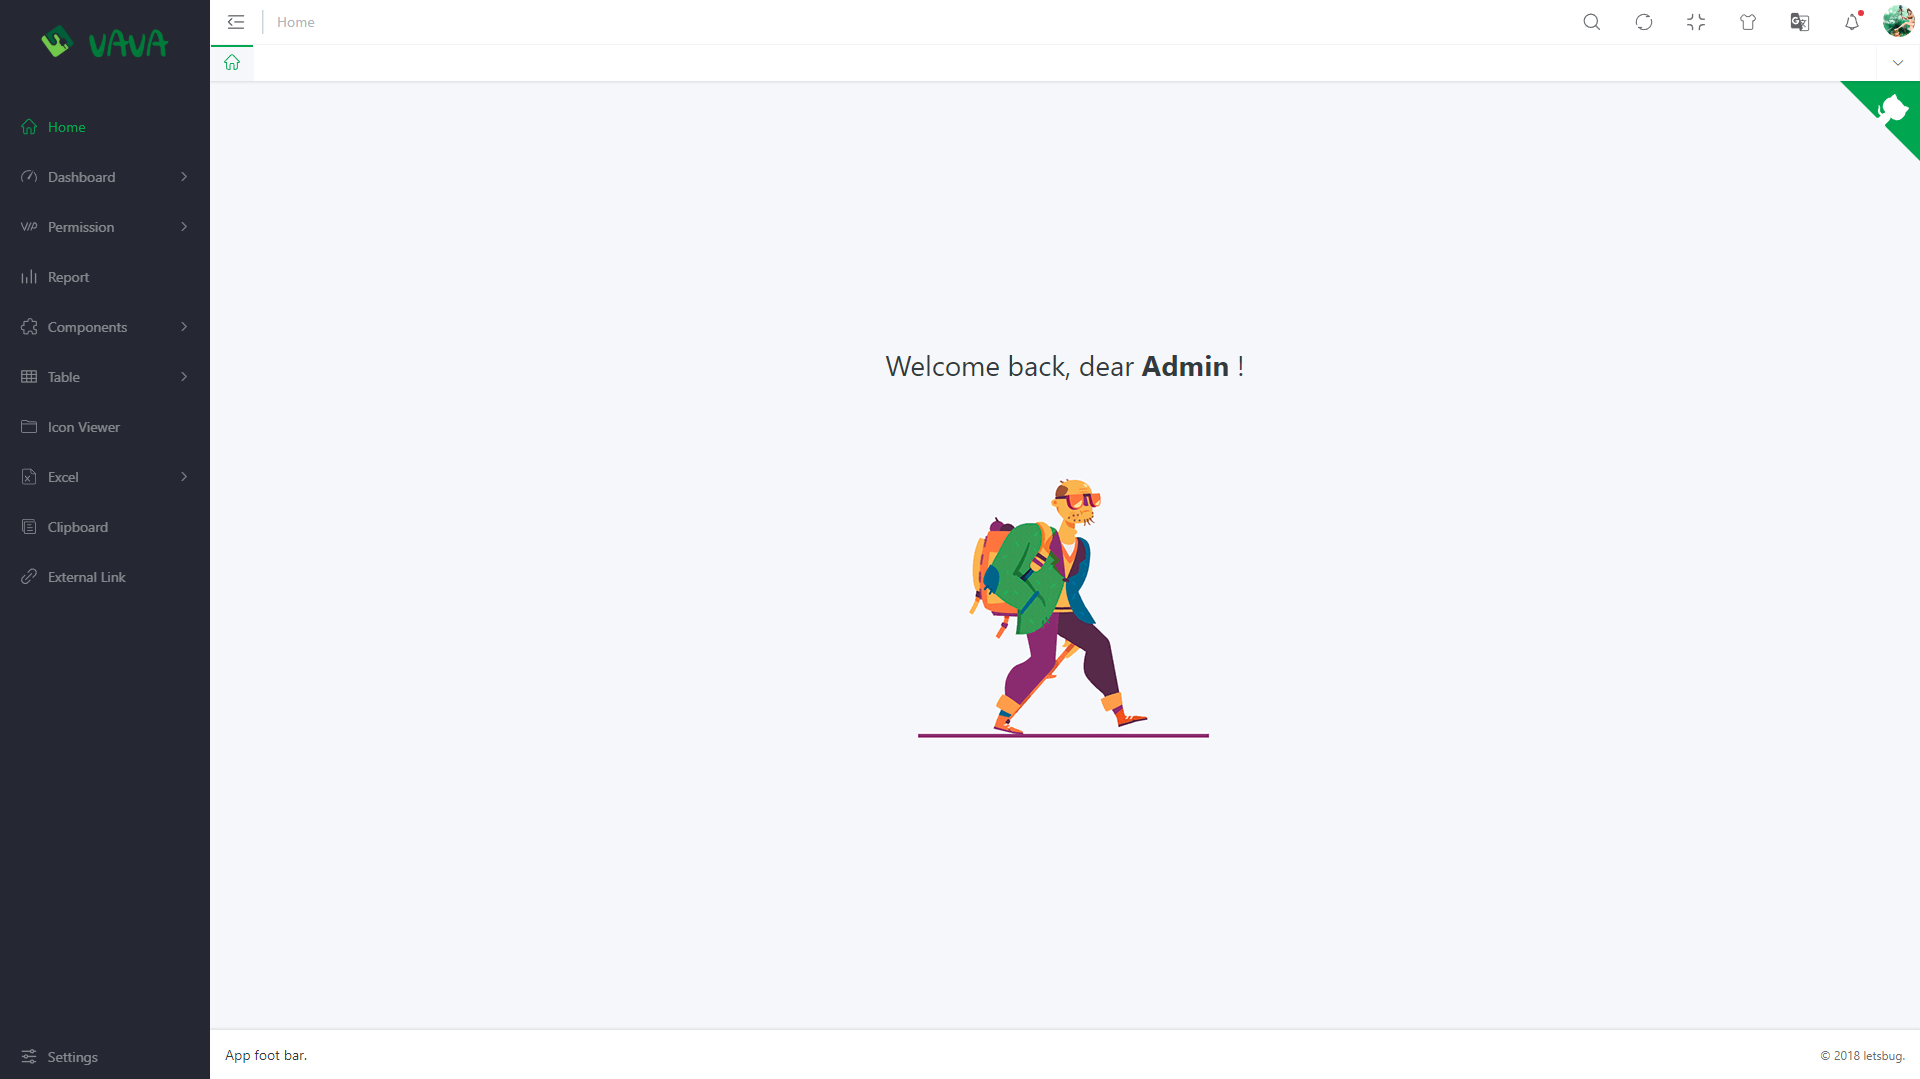 VAVA
Home
Home
Dashboard
Permission
Report
Components
Table
Icon Viewer
Excel
Clipboard
External Link
Settings
Welcome back, dear Admin !
App foot bar.
© 2018 letsbug.